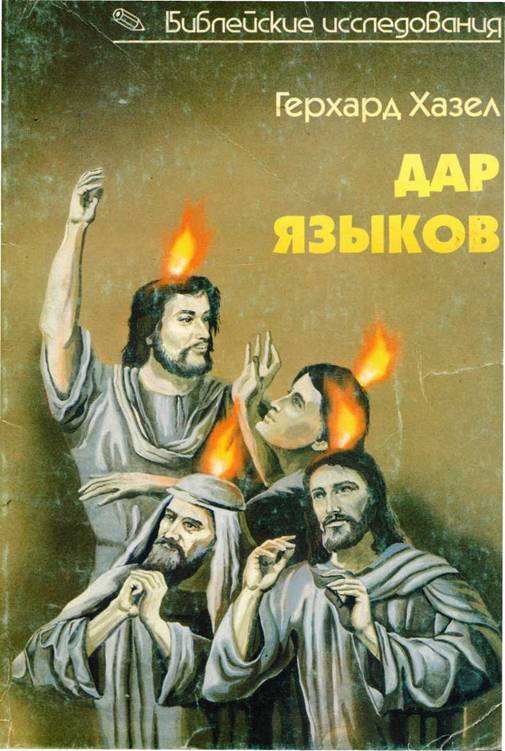 Библейские исследования
Герхард Хазел
ДАР
ЯЗЫКОВ